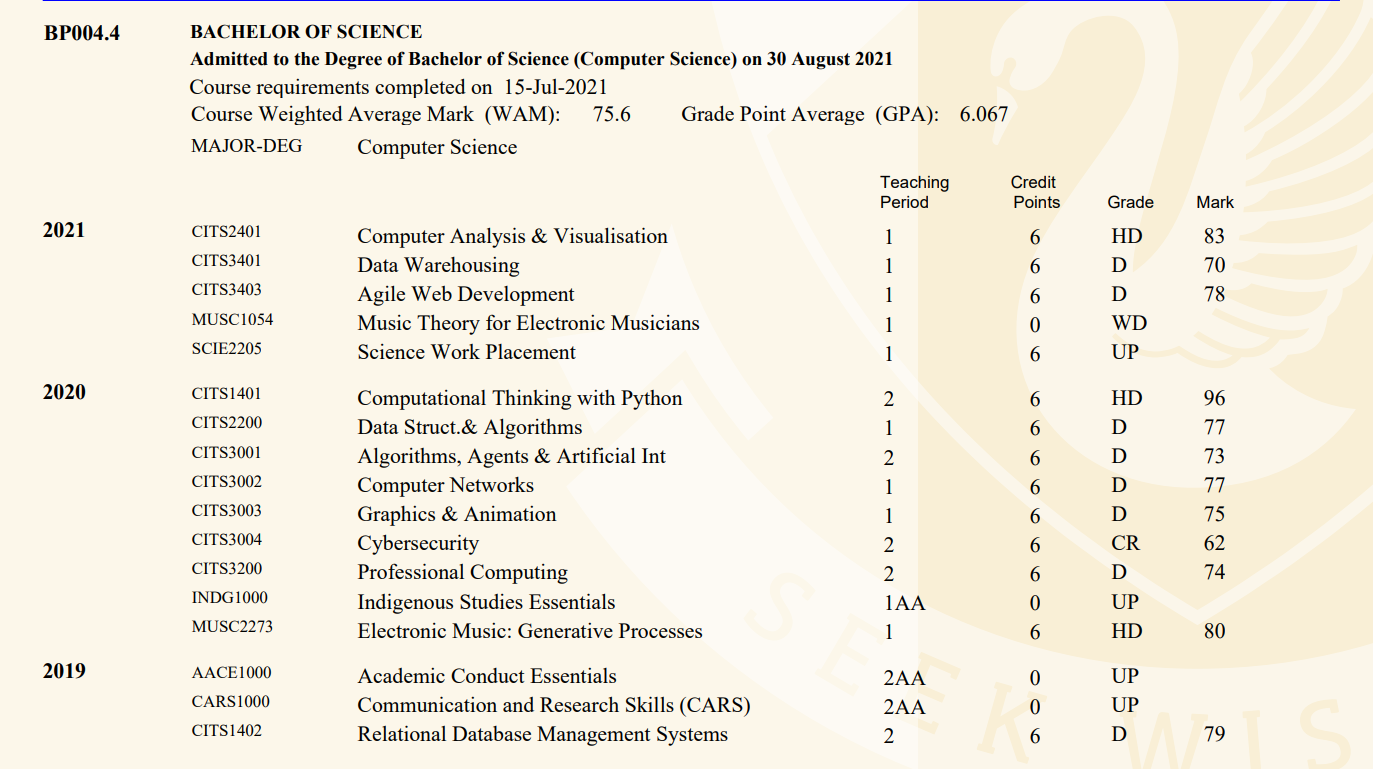 BP004.4 BACHELOR OF SCIENCE
Admitted to the Degree of Bachelor of Science (Computer Science) on 30 August 2021
Course requirements completed on 15-Jul-2021
Course Weighted Average Mark (WAM): 75.6 Grade Point Average (GPA): 6.067
MAJOR-DEG Computer Science
Teaching Period Credit Points Grade Mark
2021 CITS2401 Computer Analysis & Visualisation 1 6 HD 83
CITS3401 Data Warehousing 1 6 D 70
CITS3403 Agile Web Development 1 6 D 78
MUSC1054 Music Theory for Electronic Musicians 1 0 WD
SCIE2205 Science Work Placement 1 6 UP
2020 CITS1401 Computational Thinking with Python 2 6 HD 96
CITS2200 Data Struct.& Algorithms 1 6 D 77
CITS3001 Algorithms, Agents & Artificial Int 2 6 D 73
CITS3002 Computer Networks 1 6 D 77
CITS3003 Graphics & Animation 1 6 D 75
CITS3004 Cybersecurity 2 6 CR 62
CITS3200 Professional Computing 2 6 D 74
INDG1000 Indigenous Studies Essentials 1AA 0 UP
MUSC2273 Electronic Music: Generative Processes 1 6 HD 80
2019 AACE1000 Academic Conduct Essentials 2AA 0 UP
CARS1000 Communication and Research Skills (CARS) 2AA 0 UP
CITS1402 Relational Database Management Systems 2 6 D 79
SEEK WIS